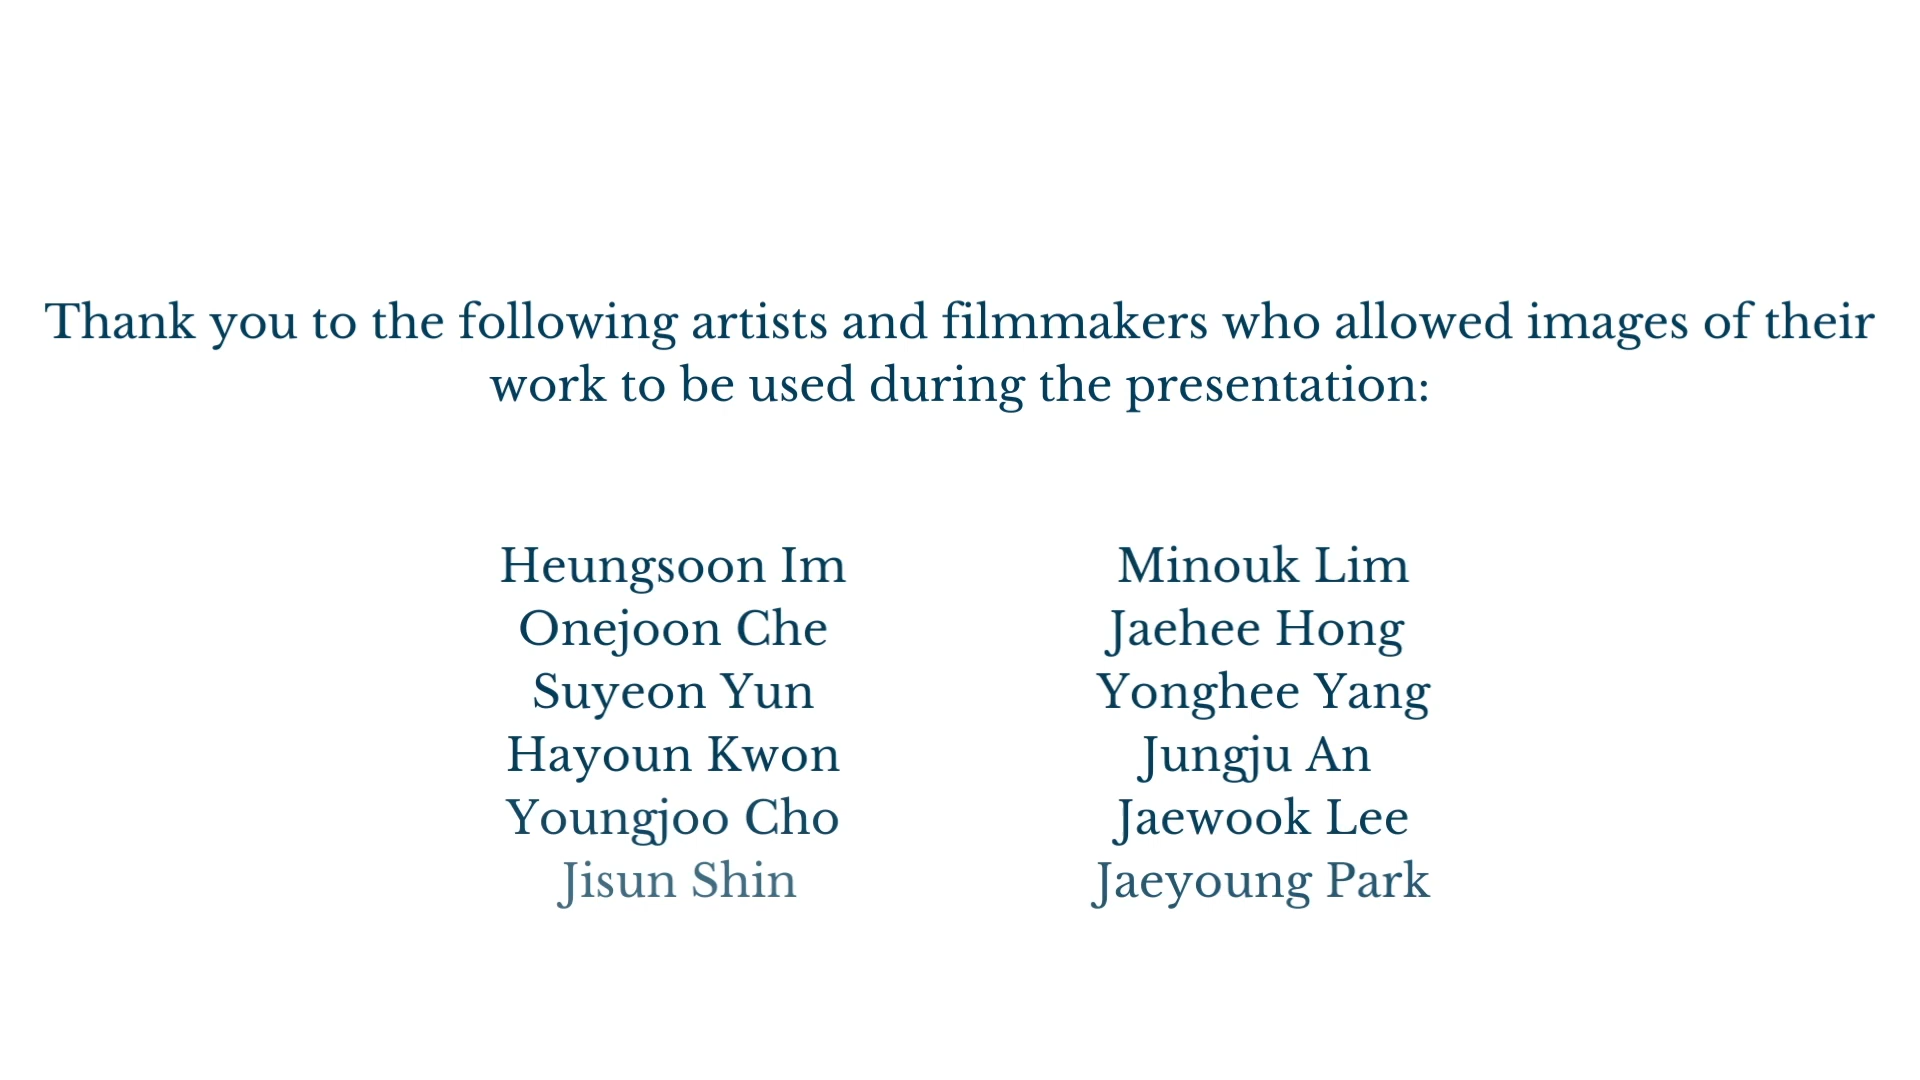 Thank you to the following artists and filmmakers who allowed images of their
work to be used during the presentation:
Heungsoon Im
Onejoon Che
Suyeon Yun
Hayoun Kwon
Youngjoo Cho
Jisun Shin
Minouk Lim
Jaehee Hong
Yonghee Yang
Jungju An
Jaewook Lee
Jaeyoung Park